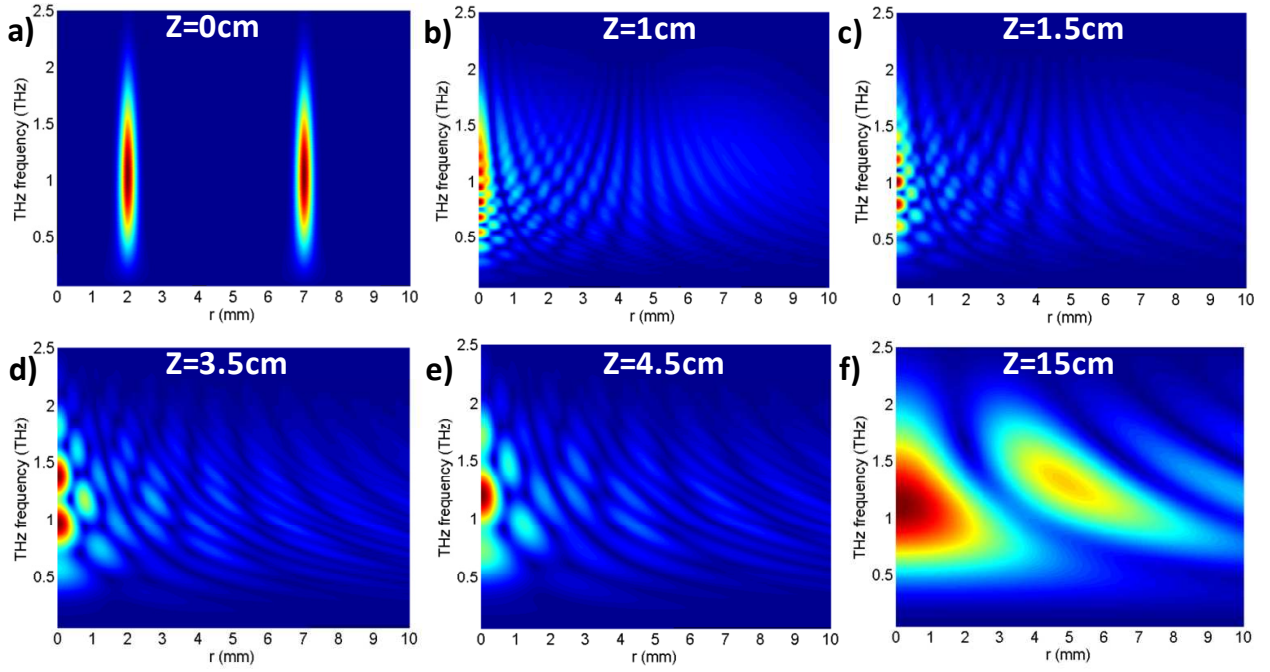 a)
Z=0cm
2.5
2
1.5
1
0.5
THz frequency (THz)
0 1 2 3 4 5 6 7 8 9 10
r (mm)
b)
Z=1cm
2.5
2
1.5
1
0.5
THz frequency (THz)
0 1 2 3 4 5 6 7 8 9 10
r (mm)
c)
Z=1.5cm
2.5
2
1.5
1
0.5
THz frequency (THz)
0 1 2 3 4 5 6 7 8 9 10
r (mm)
d)
Z=3.5cm
2.5
2
1.5
1
0.5
THz frequency (THz)
0 1 2 3 4 5 6 7 8 9 10
r (mm)
e)
Z=4.5cm
2.5
2
1.5
1
0.5
THz frequency (THz)
0 1 2 3 4 5 6 7 8 9 10
r (mm)
f)
Z=15cm
2.5
2
1.5
1
0.5
THz frequency (THz)
0 1 2 3 4 5 6 7 8 9 10
r (mm)